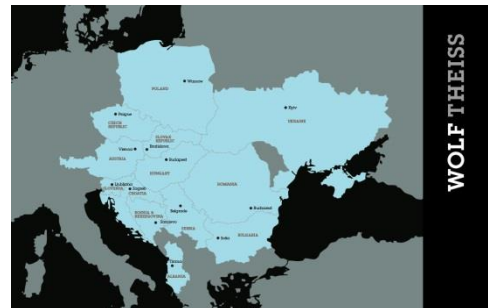 Warsaw
POLAND
Kyiv
UKRAINE
Prague
CZECH
REPUBLIC
SLOVAK
REPUBLIC
Vienna
Bratislava
AUSTRIA
Budapest
HUNGARY
Ljubljana
SLOVENIA
Zagreb
CROATIA
ROMANIA
Bucharest
BOSNIA &
HERZEGOVINA
Belgrade
Sarajevo
SERBIA
Sofia
BULGARIA
Tirana
ALBANIA
WOLF THEISS